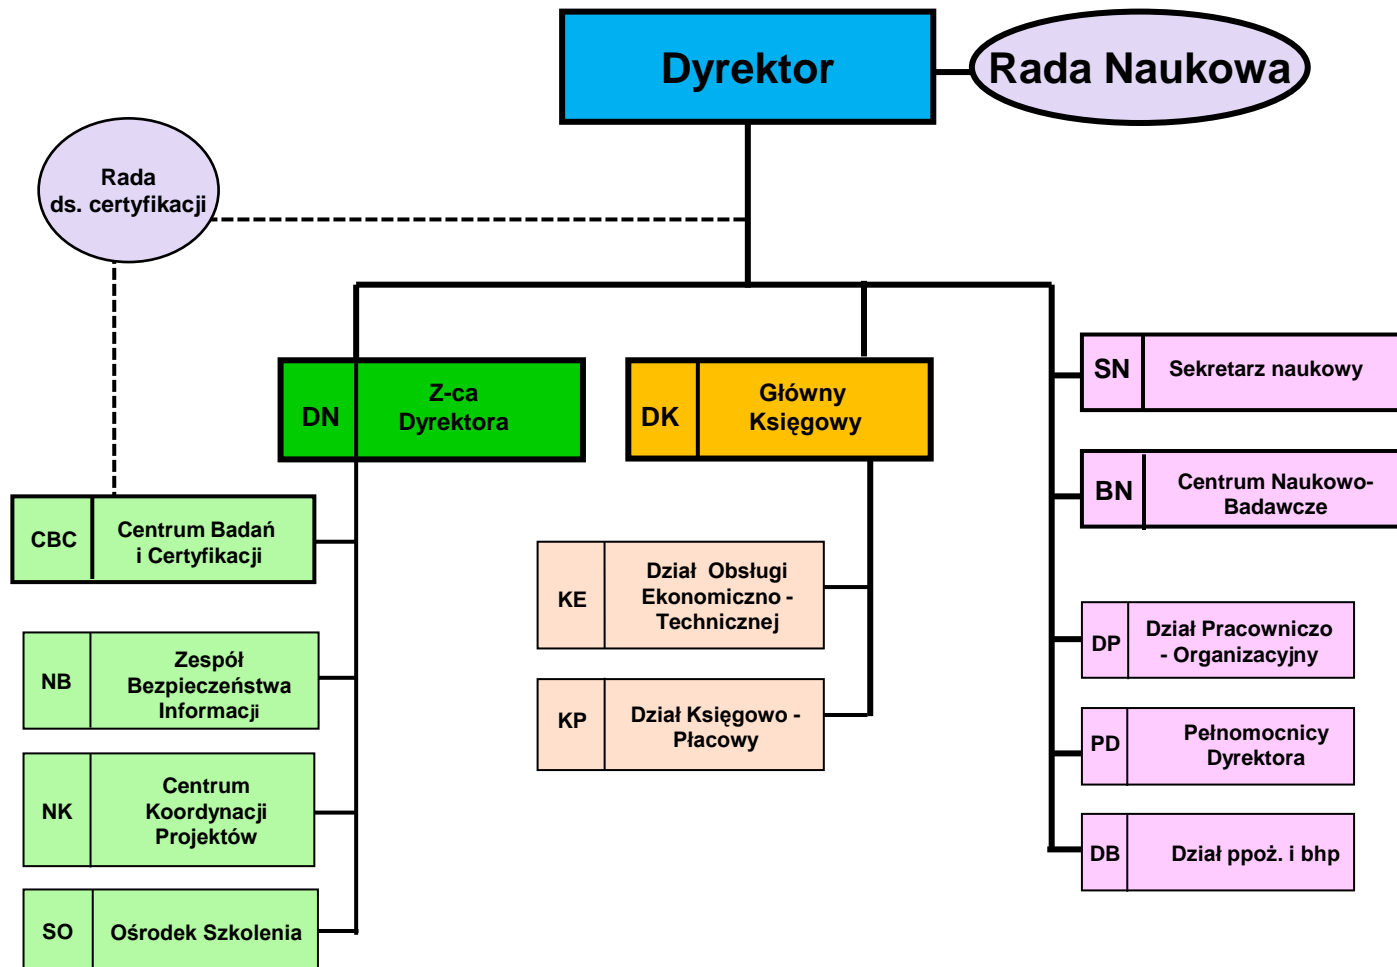 Dyrektor
Rada Naukowa
Rada
ds. certyfikacji
DN
Z-ca
Dyrektora
DK
Główny
Księgowy
SN
Sekretarz naukowy
BN
Centrum Naukowo-
Badawcze
CBC
Centrum Badań
i Certyfikacji
KE
Dział Obsługi
Ekonomiczno -
Technicznej
DP
Dział Pracowniczo
- Organizacyjny
NB
Zespół
Bezpieczeństwa
Informacji
KP
Dział Księgowo -
Płacowy
PD
Pełnomocnicy
Dyrektora
NK
Centrum
Koordynacji
Projektów
DB
Dział ppoż. i bhp
SO
Ośrodek Szkolenia